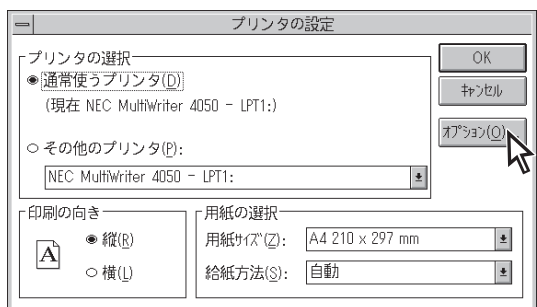 プリンタの設定
プリンタの選択
通常使うプリンタ(D)
(現在 NEC MultiWriter 4050 - LPT1:)
その他のプリンタ(P):
NEC MultiWriter 4050 - LPT1:
OK
ｷｬﾝｾﾙ
ｵﾌﾟｼｮﾝ(O)...
印刷の向き
A
縦(R)
横(L)
用紙の選択
用紙ｻｲｽﾞ(Z): A4 210 x 297 mm
給紙方法(S): 自動